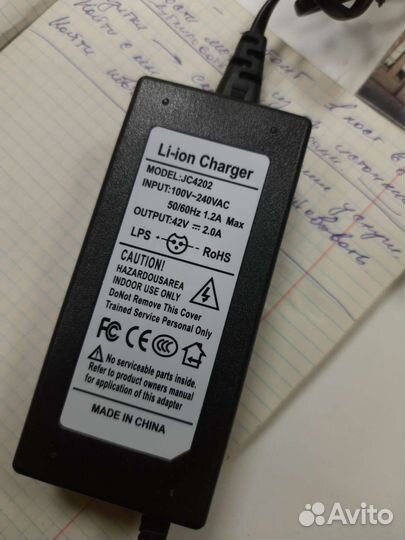 Li-ion Charger
MODEL:JC4202
INPUT:100V~240VAC
50/60Hz 1.2A Max
OUTPUT:42V ⎓ 2.0A
LPS RoHS
CAUTION!
HAZARDOUSAREA
INDOOR USE ONLY
DoNot Remove This Cover
Trained Service Personal Only
FC CE CCC
No serviceable parts inside.
Refer to product owners manual
for application of this adapter
MADE IN CHINA
Avito